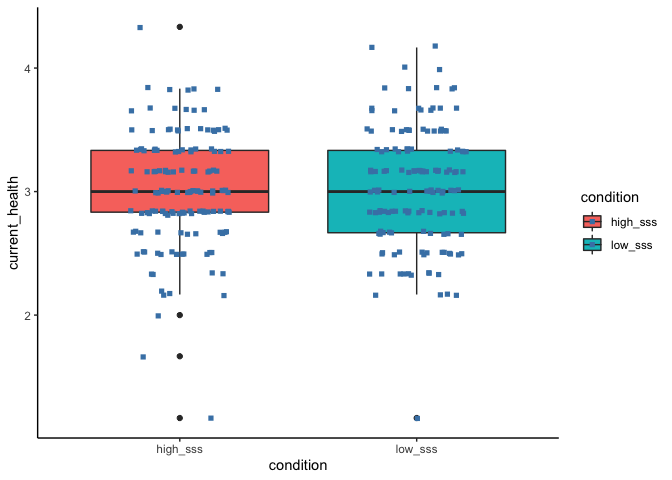 4
3
2
current_health
high_sss
low_sss
condition
condition
high_sss
low_sss